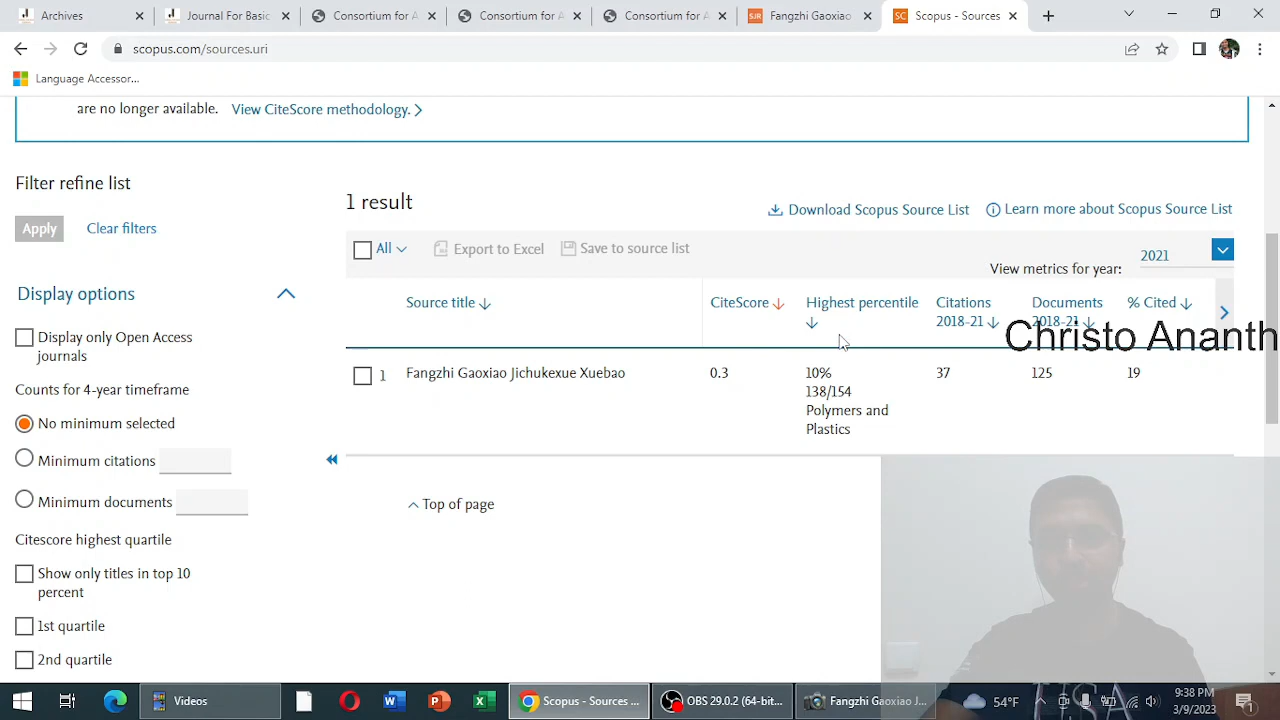 Archives
Journal For Basic
Consortium for A
Consortium for A
Consortium for A
SJR
Fangzhi Gaoxiao
SC
Scopus - Sources
scopus.com/sources.uri
Language Accessor...
are no longer available. View CiteScore methodology.
Filter refine list
Apply
Clear filters
Display options
Display only Open Access
journals
Counts for 4-year timeframe
No minimum selected
Minimum citations
Minimum documents
Citescore highest quartile
Show only titles in top 10
percent
1st quartile
2nd quartile
1 result
Download Scopus Source List
Learn more about Scopus Source List
All
Export to Excel
Save to source list
View metrics for year:
2021
Source title
CiteScore
Highest percentile
Citations
2018-21
Documents
2018-21
% Cited
Christo Ananth
1
Fangzhi Gaoxiao Jichukexue Xuebao
0.3
10%
138/154
Polymers and
Plastics
37
125
19
Top of page
Videos
Scopus - Sources ...
OBS 29.0.2 (64-bit...
Fangzhi Gaoxiao J...
54°F
9:38 PM
3/9/2023